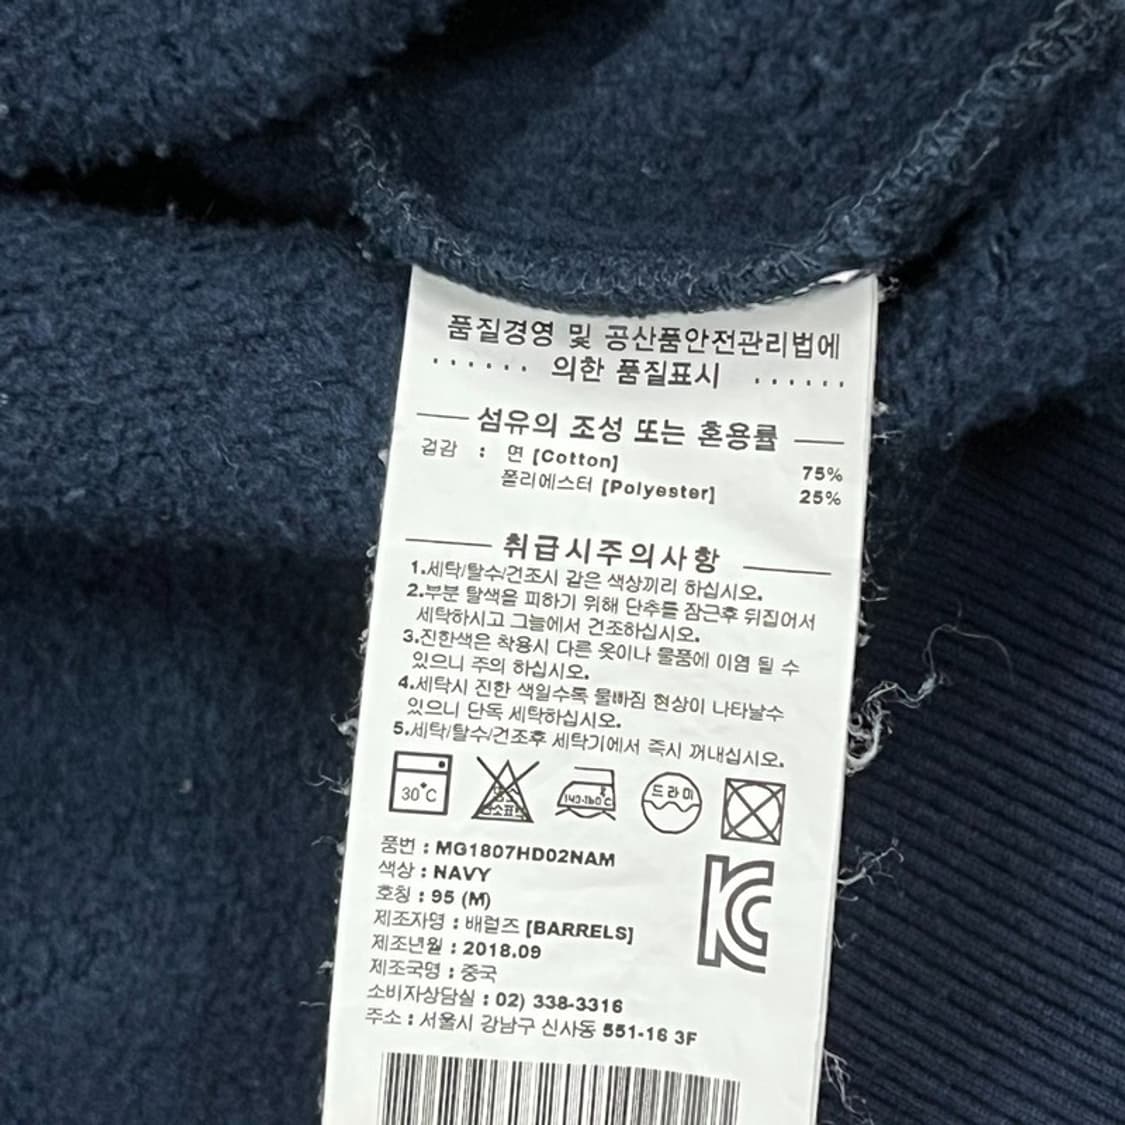 품질경영 및 공산품안전관리법에
...... 의한 품질표시 ......
섬유의 조성 또는 혼용률
겉감 : 면 [Cotton] 75%
폴리에스터 [Polyester] 25%
취급시주의사항
1.세탁/탈수/건조시 같은 색상끼리 하십시오.
2.부분 탈색을 피하기 위해 단추를 잠근후 뒤집어서
세탁하시고 그늘에서 건조하십시오.
3.진한색은 착용시 다른 옷이나 물품에 이염 될 수
있으니 주의 하십시오.
4.세탁시 진한 색일수록 물빠짐 현상이 나타날수
있으니 단독 세탁하십시오.
5.세탁/탈수/건조후 세탁기에서 즉시 꺼내십시오.
30°C 염소표백 140-160°C 드라이
품번 : MG1807HD02NAM
색상 : NAVY
호칭 : 95 (M)
제조자명 : 배럴즈 [BARRELS]
제조년월 : 2018.09
제조국명 : 중국
소비자상담실 : 02) 338-3316
주소 : 서울시 강남구 신사동 551-16 3F
KC